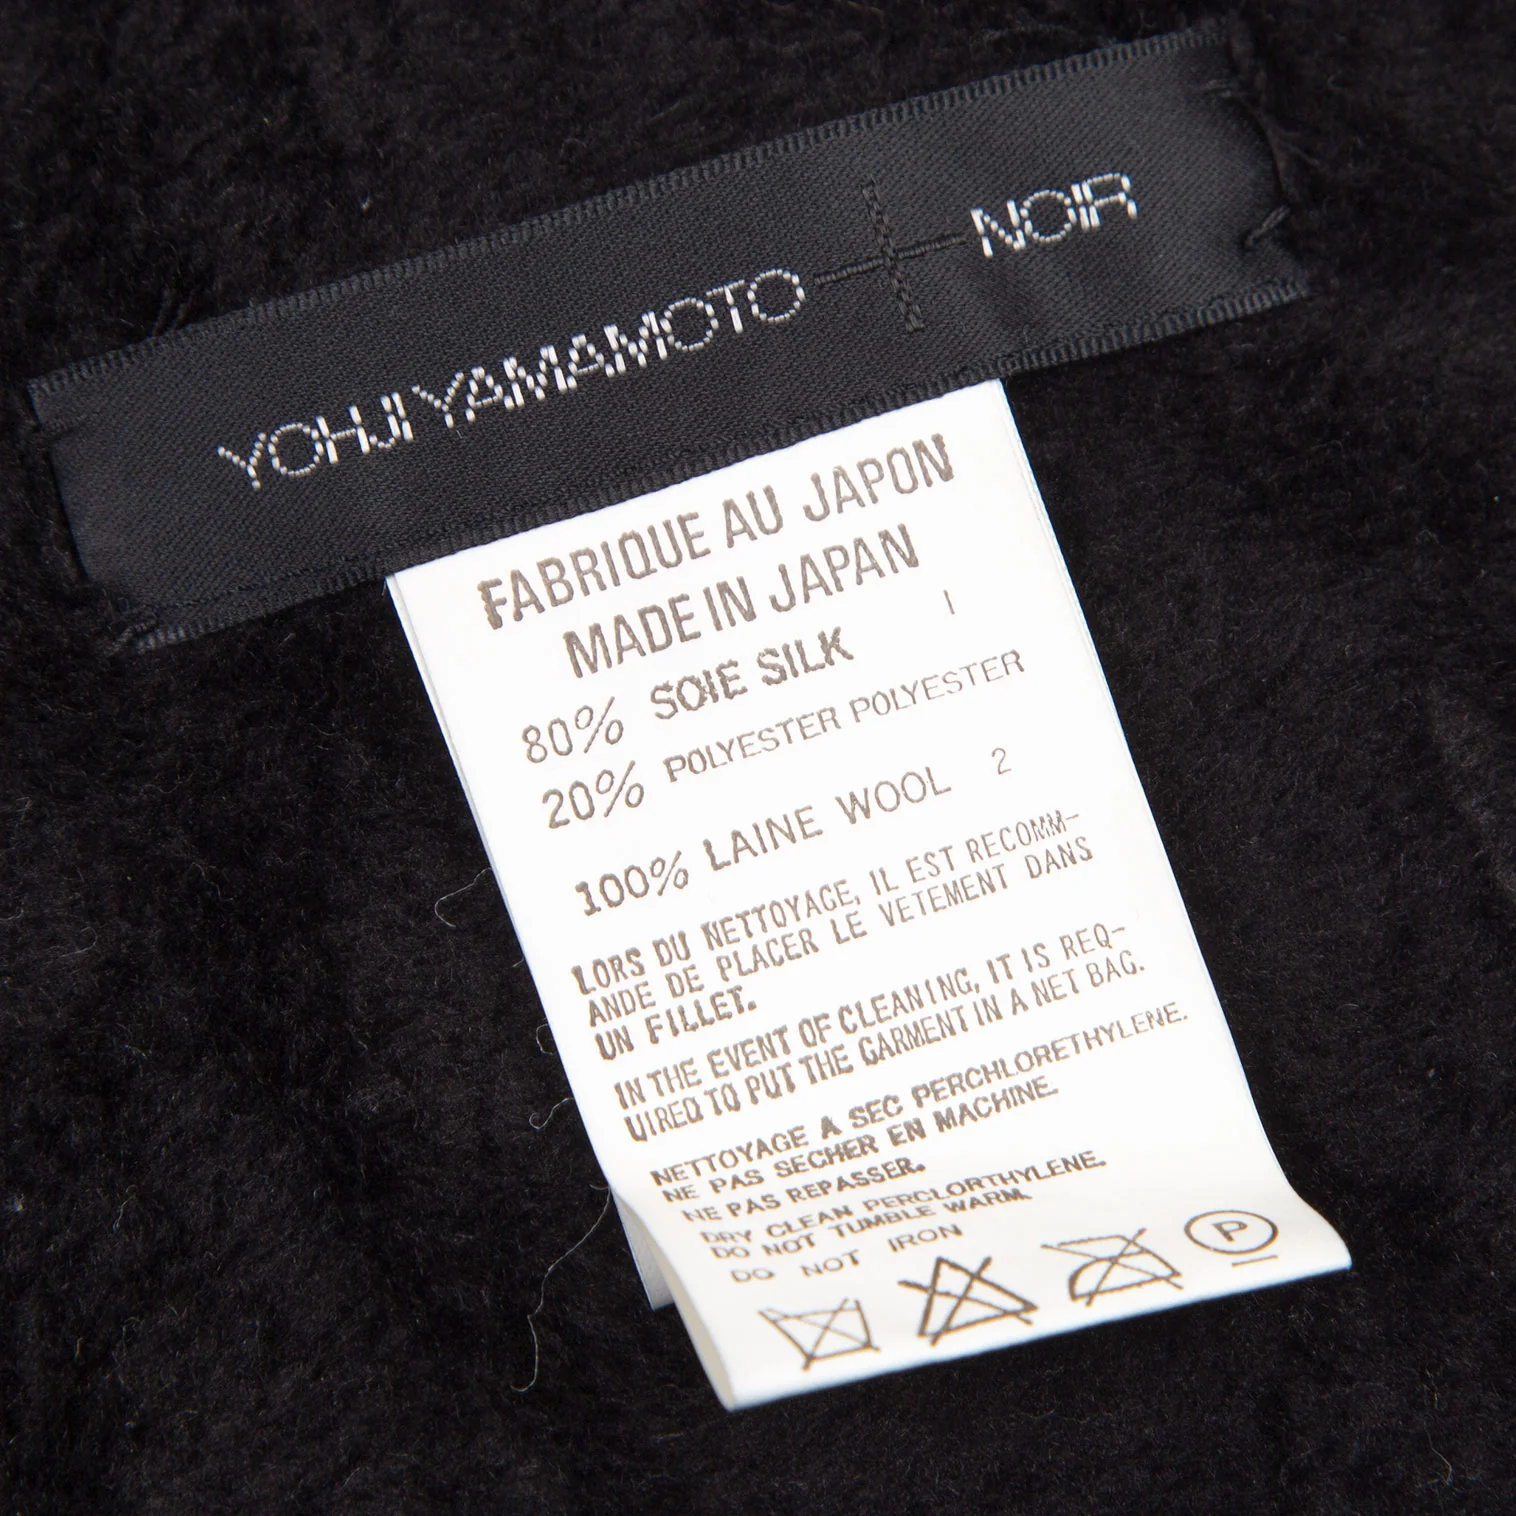 YOHJI YAMAMOTO + NOIR
FABRIQUE AU JAPON
MADE IN JAPAN
80% SOIE SILK 1
20% POLYESTER POLYESTER
100% LAINE WOOL 2
LORS DU NETTOYAGE, IL EST RECOMM-
ANDE DE PLACER LE VETEMENT DANS
UN FILLET.
IN THE EVENT OF CLEANING, IT IS REQ-
UIRED TO PUT THE GARMENT IN A NET BAG.
NETTOYAGE A SEC PERCHLORETHYLENE.
NE PAS SECHER EN MACHINE.
NE PAS REPASSER.
DRY CLEAN PERCLORTHYLENE.
DO NOT TUMBLE WARM.
DO NOT IRON
P